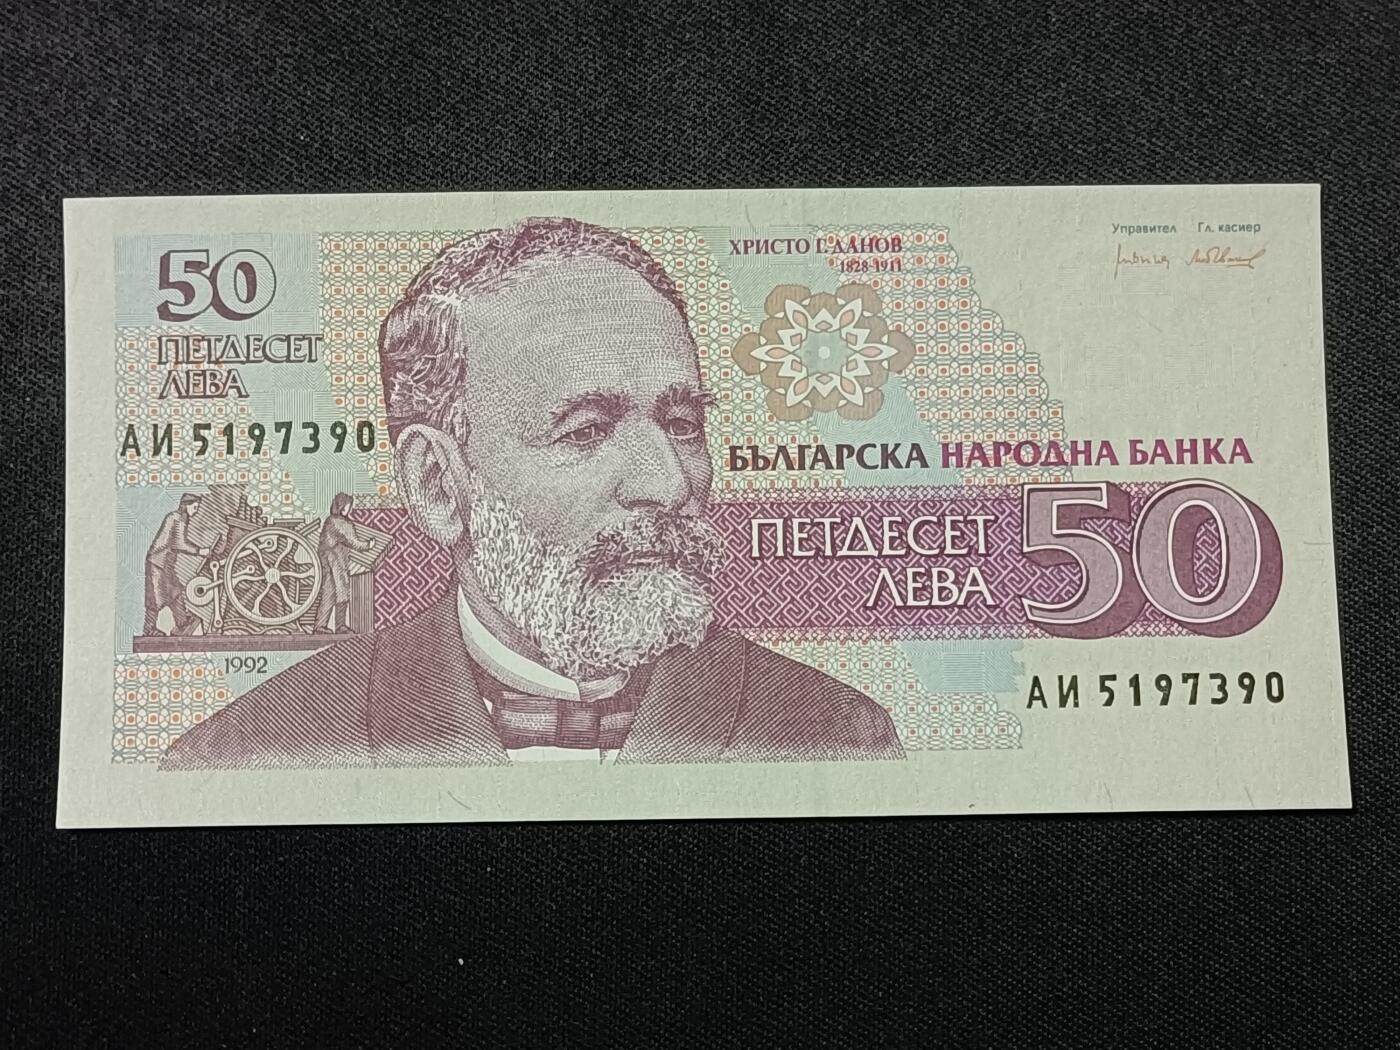 50
ПЕТДЕСЕТ
ЛЕВА
АИ 5197390
1992
ХРИСТО Г. ДАНОВ
1828-1911
Управител Гл. касиер
БЪЛГАРСКА НАРОДНА БАНКА
ПЕТДЕСЕТ
ЛЕВА
50
АИ 5197390